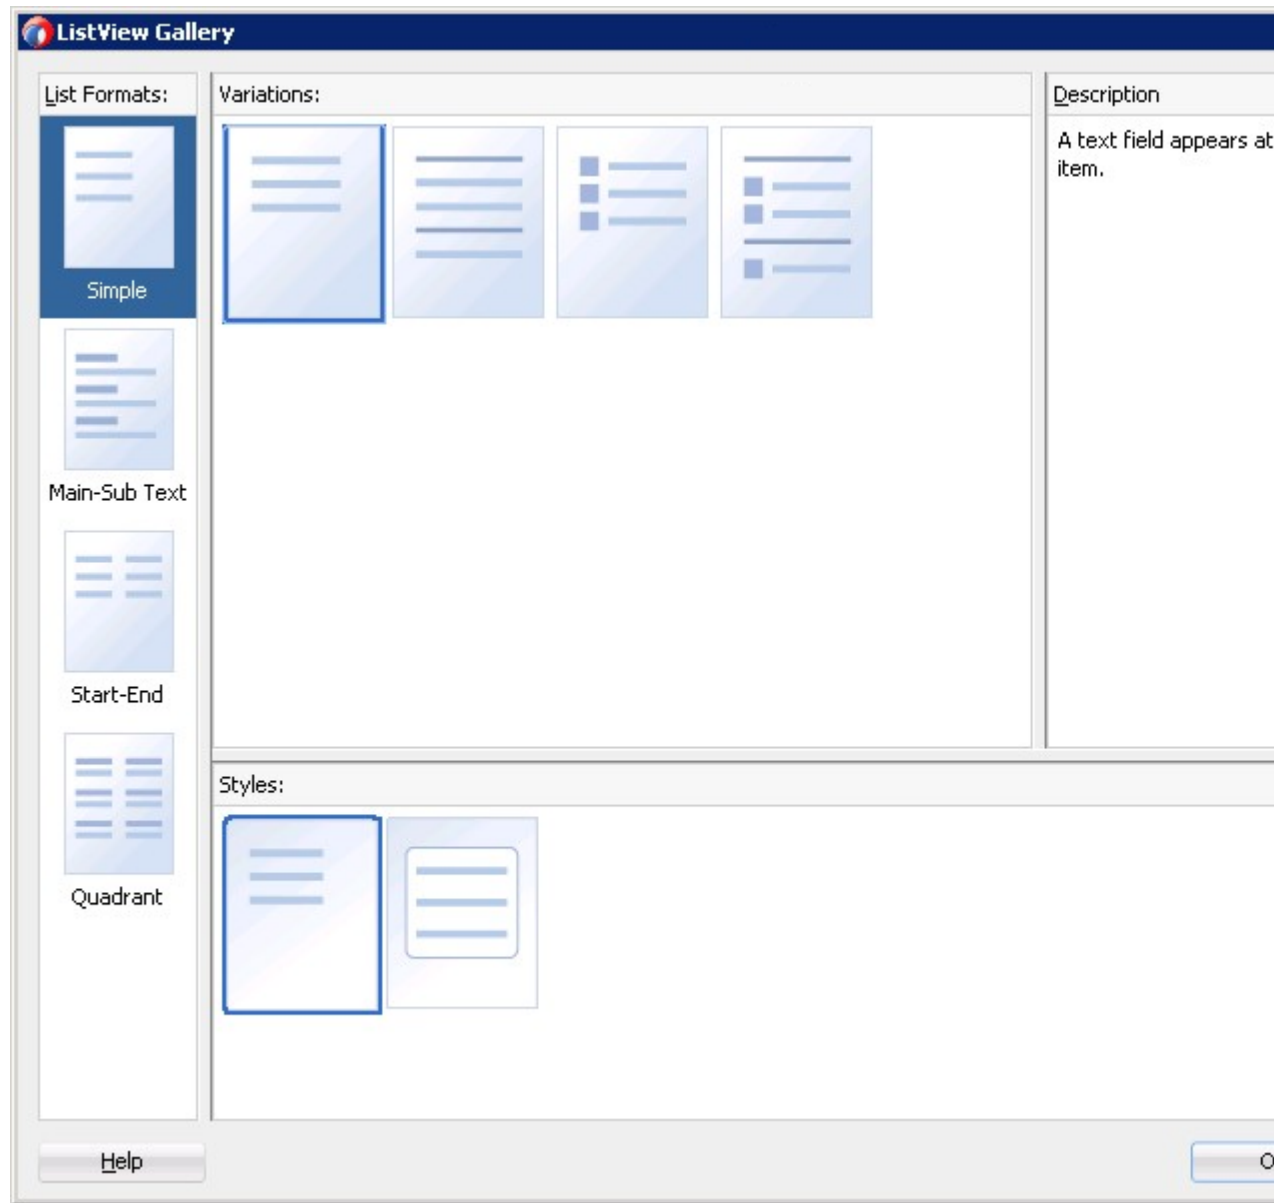 ListView Gallery
List Formats:
Variations:
Description
A text field appears at
item.
Simple
Main-Sub Text
Start-End
Quadrant
Styles:
Help